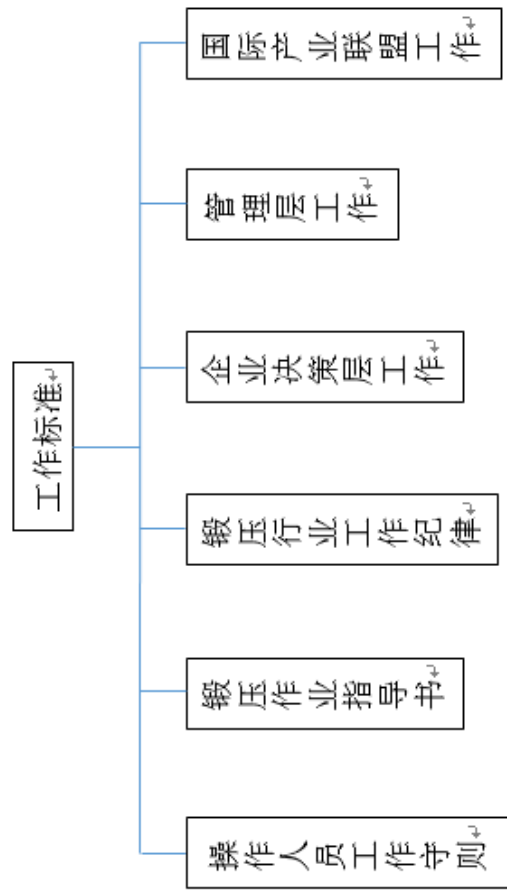 工作标准
操作人员工作守则
锻压作业指导书
锻压行业工作纪律
企业决策层工作
管理层工作
国际产业联盟工作